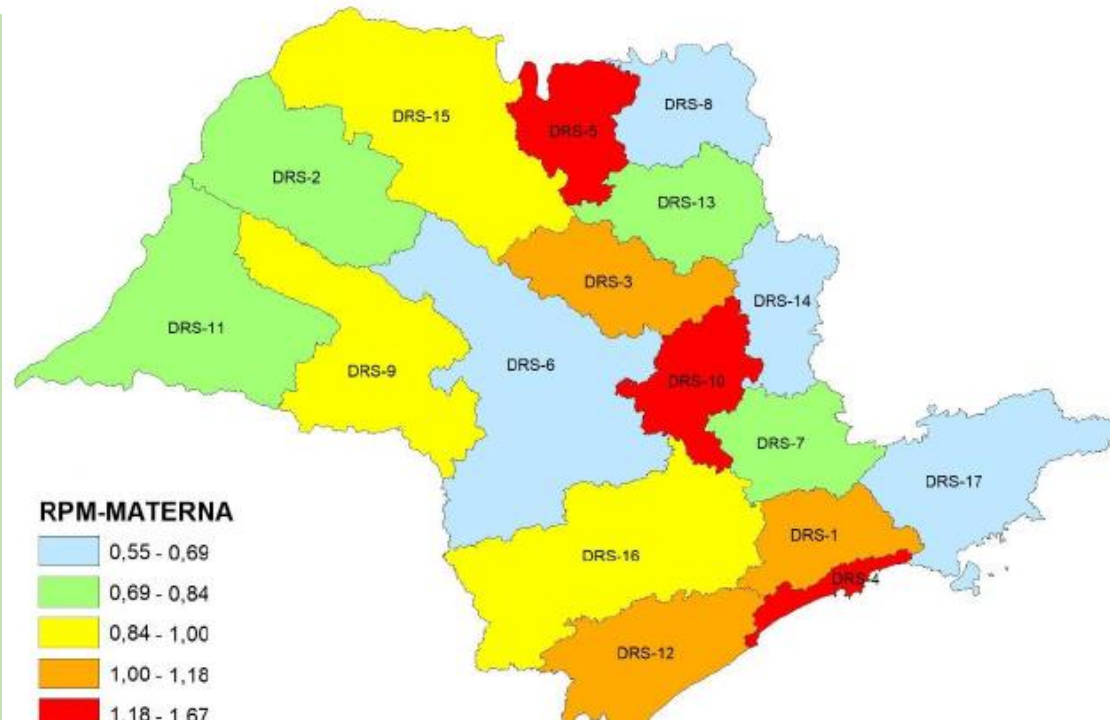 DRS-15
DRS-5
DRS-8
DRS-2
DRS-13
DRS-3
DRS-14
DRS-11
DRS-9
DRS-6
DRS-10
DRS-7
DRS-17
DRS-1
DRS-16
DRS-4
DRS-12
RPM-MATERNA
0,55 - 0,69
0,69 - 0,84
0,84 - 1,00
1,00 - 1,18
1,18 - 1,67